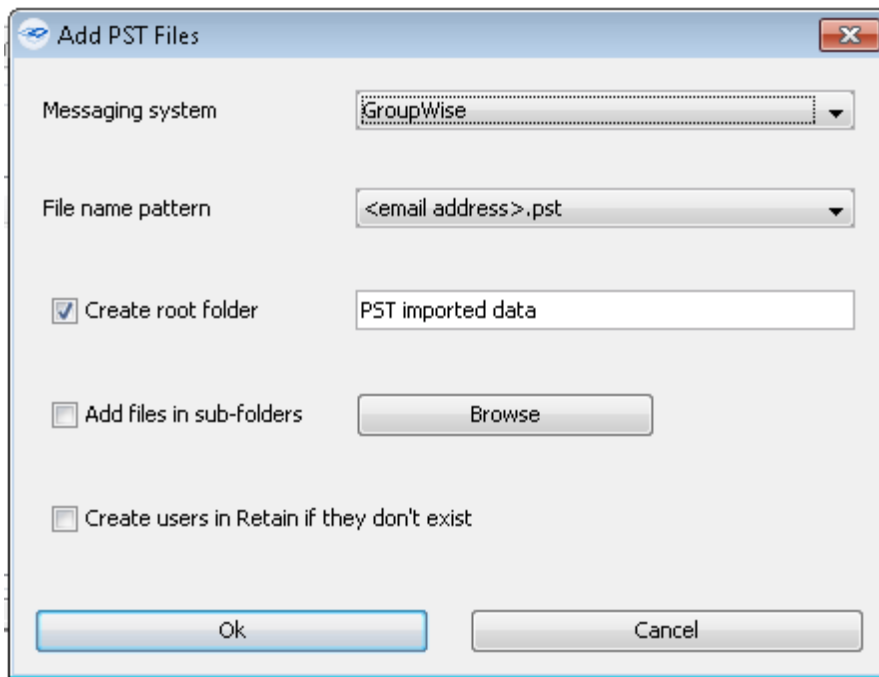 Add PST Files
Messaging system GroupWise
File name pattern <email address>.pst
Create root folder PST imported data
Add files in sub-folders Browse
Create users in Retain if they don't exist
Ok Cancel